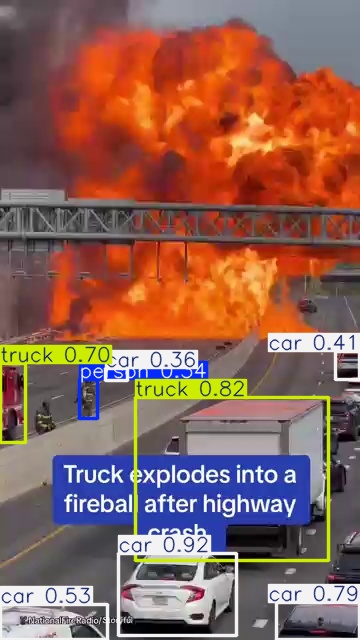 car 0.41
truck 0.70
car 0.36
person 0.54
truck 0.82
Truck explodes into a
fireball after highway
crash
car 0.92
car 0.53
car 0.79
NationalFireRadio/Storyful